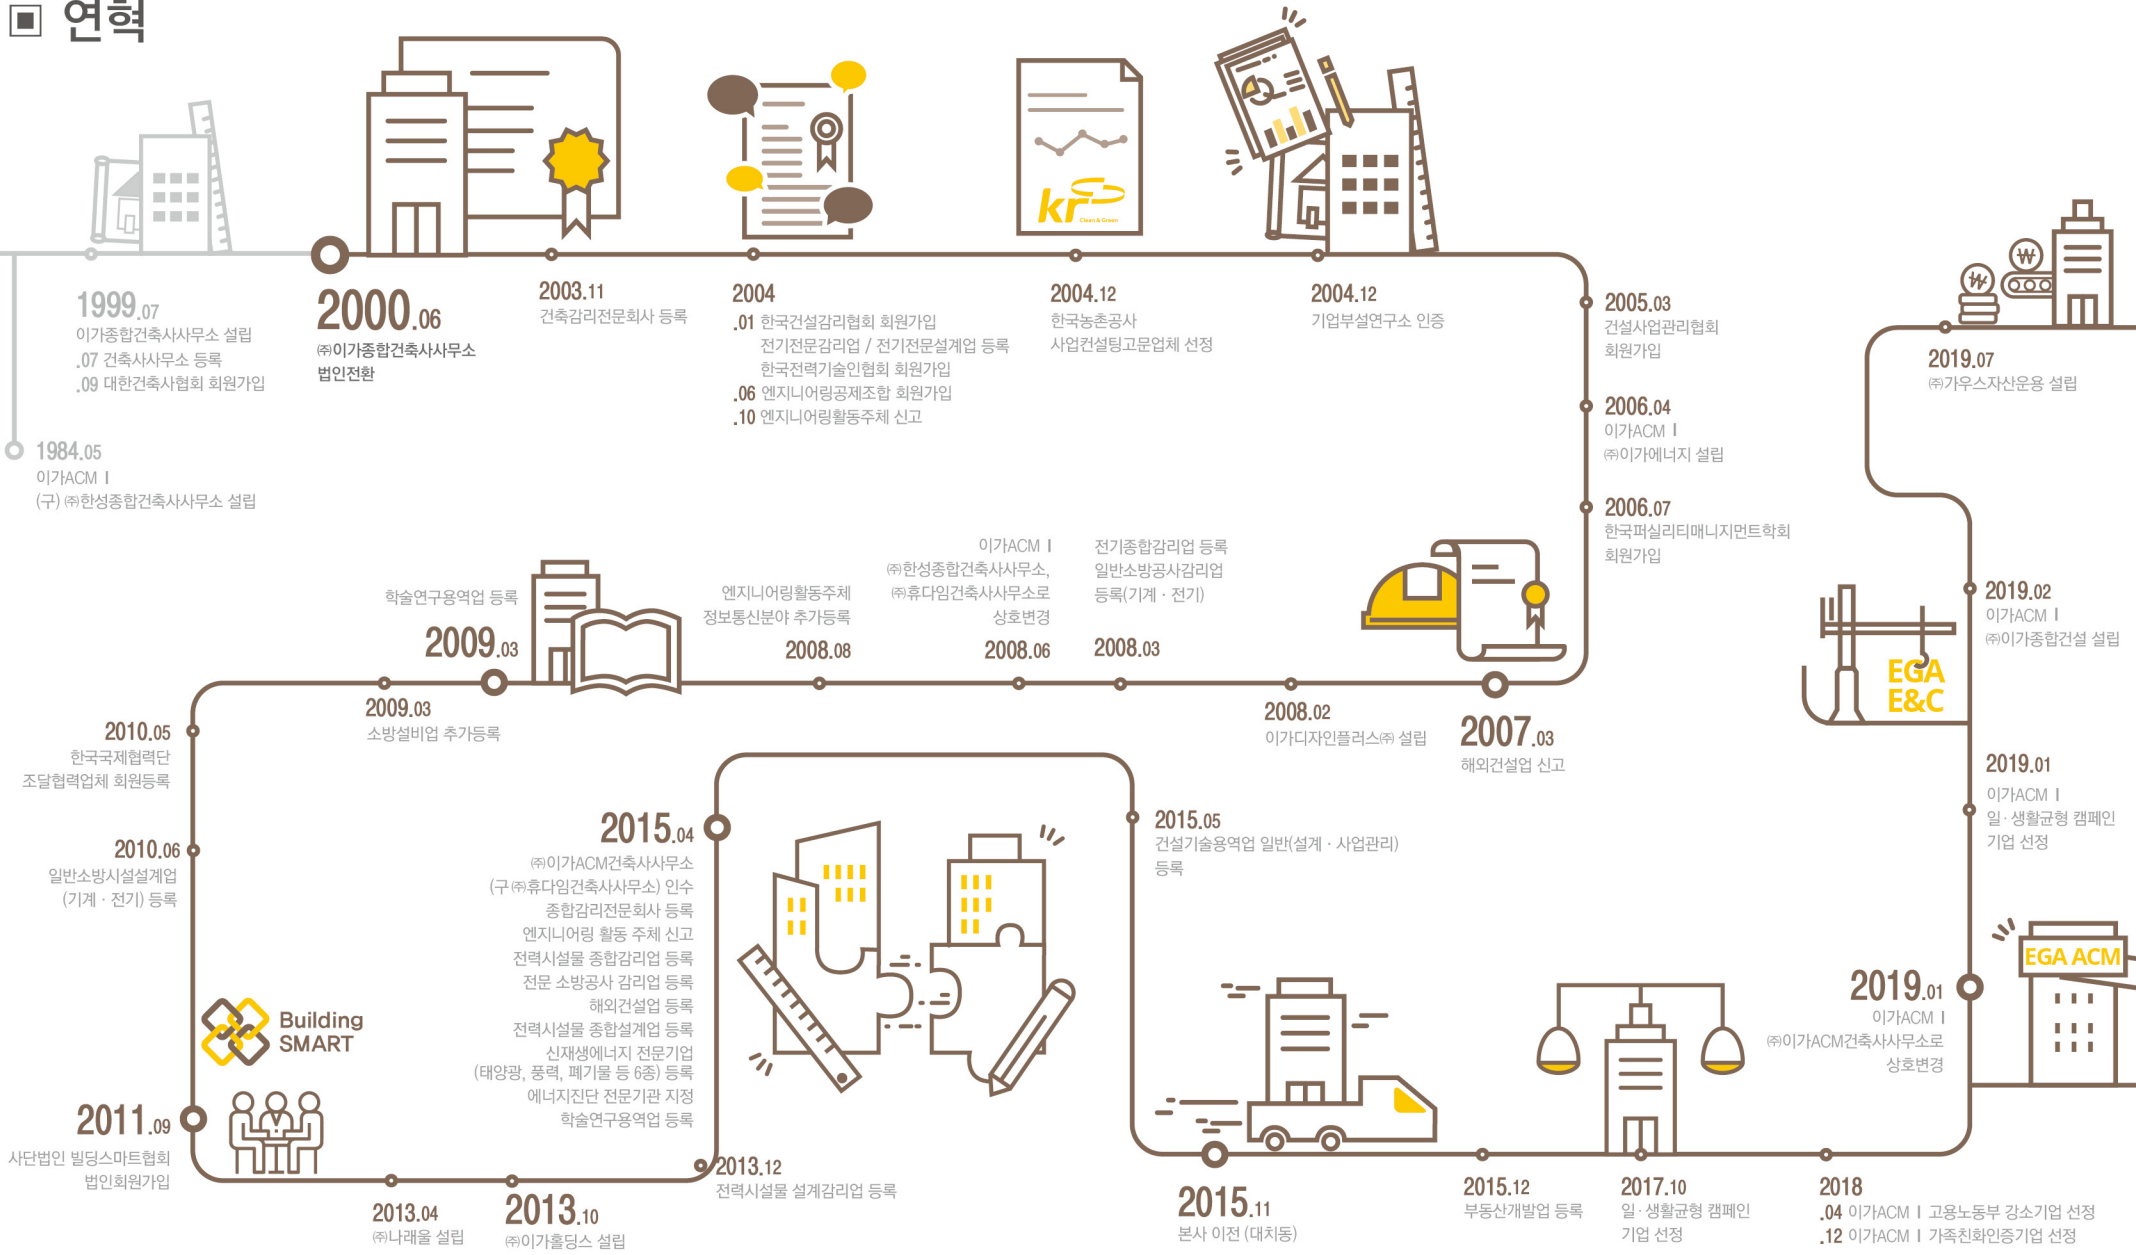 ▣ 연혁
1984.05
이가ACM Ⅰ
(구) ㈜한성종합건축사사무소 설립
1999.07
이가종합건축사사무소 설립
.07 건축사사무소 등록
.09 대한건축사협회 회원가입
2000.06
㈜이가종합건축사사무소
법인전환
2003.11
건축감리전문회사 등록
2004
.01 한국건설감리협회 회원가입
전기전문감리업 / 전기전문설계업 등록
한국전력기술인협회 회원가입
.06 엔지니어링공제조합 회원가입
.10 엔지니어링활동주체 신고
kr
Clean & Green
2004.12
한국농촌공사
사업컨설팅고문업체 선정
2004.12
기업부설연구소 인증
2005.03
건설사업관리협회
회원가입
2006.04
이가ACM Ⅰ
㈜이가에너지 설립
2006.07
한국퍼실리티매니지먼트학회
회원가입
2007.03
해외건설업 신고
2008.02
이가디자인플러스㈜ 설립
전기종합감리업 등록
일반소방공사감리업
등록(기계 · 전기)
2008.03
이가ACM Ⅰ
㈜한성종합건축사사무소,
㈜휴다임건축사사무소로
상호변경
2008.06
엔지니어링활동주체
정보통신분야 추가등록
2008.08
학술연구용역업 등록
2009.03
2009.03
소방설비업 추가등록
2010.05
한국국제협력단
조달협력업체 회원등록
2010.06
일반소방시설설계업
(기계 · 전기) 등록
Building
SMART
2011.09
사단법인 빌딩스마트협회
법인회원가입
2013.04
㈜나래울 설립
2013.10
㈜이가홀딩스 설립
2013.12
전력시설물 설계감리업 등록
2015.04
㈜이가ACM건축사사무소
(구 ㈜휴다임건축사사무소) 인수
종합감리전문회사 등록
엔지니어링 활동 주체 신고
전력시설물 종합감리업 등록
전문 소방공사 감리업 등록
해외건설업 등록
전력시설물 종합설계업 등록
신재생에너지 전문기업
(태양광, 풍력, 폐기물 등 6종) 등록
에너지진단 전문기관 지정
학술연구용역업 등록
2015.05
건설기술용역업 일반(설계 · 사업관리)
등록
2015.11
본사 이전 (대치동)
2015.12
부동산개발업 등록
2017.10
일 · 생활균형 캠페인
기업 선정
2018
.04 이가ACM Ⅰ 고용노동부 강소기업 선정
.12 이가ACM Ⅰ 가족친화인증기업 선정
2019.01
이가ACM Ⅰ
㈜이가ACM건축사사무소로
상호변경
EGA ACM
2019.01
이가ACM Ⅰ
일 · 생활균형 캠페인
기업 선정
EGA
E&C
2019.02
이가ACM Ⅰ
㈜이가종합건설 설립
2019.07
㈜가우스자산운용 설립
₩
₩